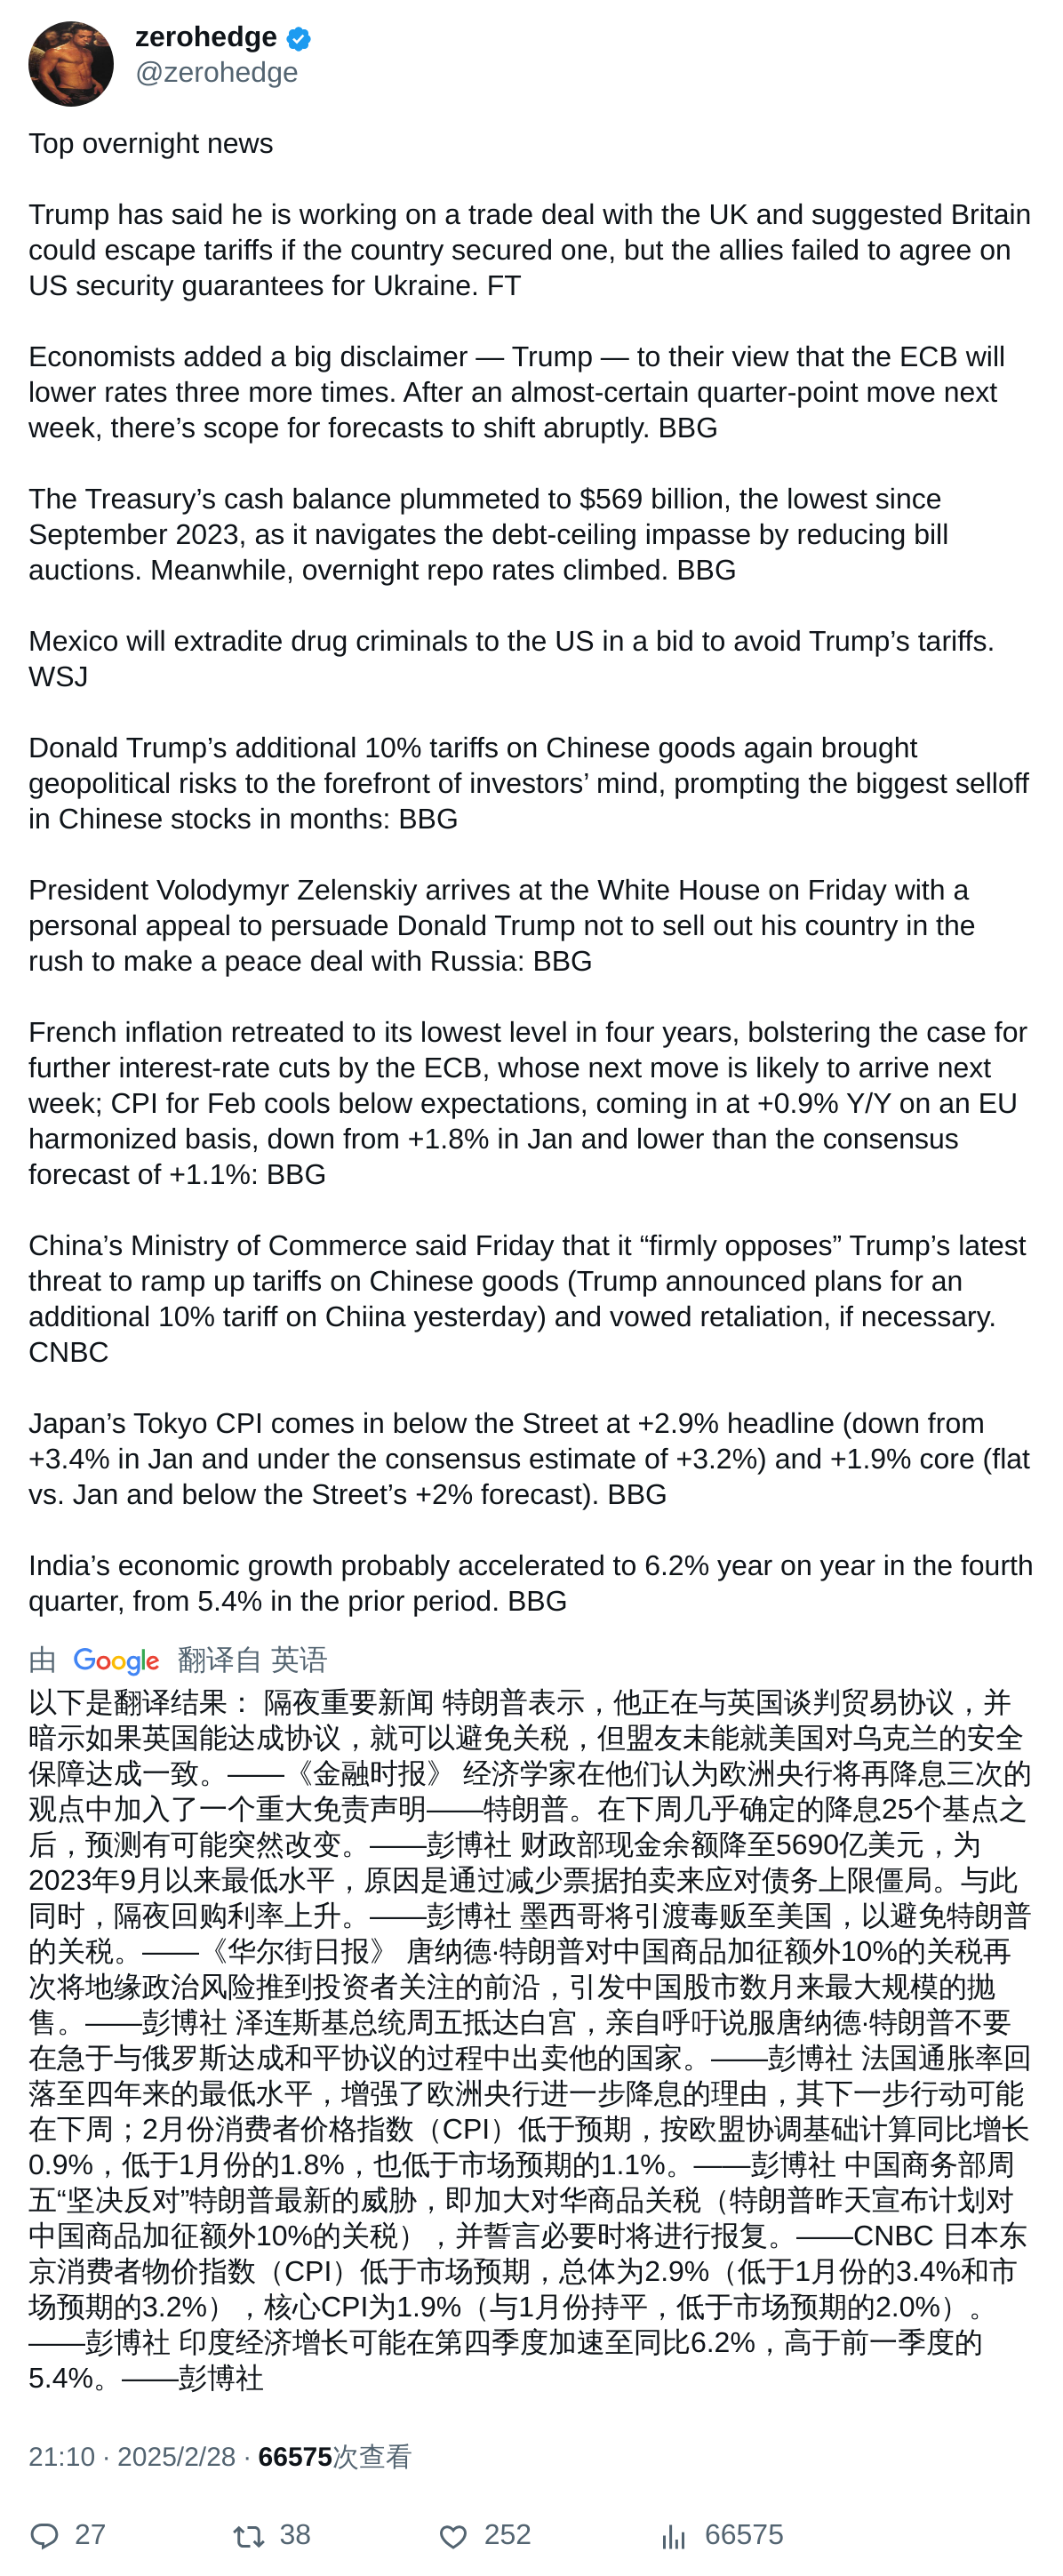 zerohedge
@zerohedge
Top overnight news
Trump has said he is working on a trade deal with the UK and suggested Britain
could escape tariffs if the country secured one, but the allies failed to agree on
US security guarantees for Ukraine. FT
Economists added a big disclaimer — Trump — to their view that the ECB will
lower rates three more times. After an almost-certain quarter-point move next
week, there’s scope for forecasts to shift abruptly. BBG
The Treasury’s cash balance plummeted to $569 billion, the lowest since
September 2023, as it navigates the debt-ceiling impasse by reducing bill
auctions. Meanwhile, overnight repo rates climbed. BBG
Mexico will extradite drug criminals to the US in a bid to avoid Trump’s tariffs.
WSJ
Donald Trump’s additional 10% tariffs on Chinese goods again brought
geopolitical risks to the forefront of investors’ mind, prompting the biggest selloff
in Chinese stocks in months: BBG
President Volodymyr Zelenskiy arrives at the White House on Friday with a
personal appeal to persuade Donald Trump not to sell out his country in the
rush to make a peace deal with Russia: BBG
French inflation retreated to its lowest level in four years, bolstering the case for
further interest-rate cuts by the ECB, whose next move is likely to arrive next
week; CPI for Feb cools below expectations, coming in at +0.9% Y/Y on an EU
harmonized basis, down from +1.8% in Jan and lower than the consensus
forecast of +1.1%: BBG
China’s Ministry of Commerce said Friday that it “firmly opposes” Trump’s latest
threat to ramp up tariffs on Chinese goods (Trump announced plans for an
additional 10% tariff on Chiina yesterday) and vowed retaliation, if necessary.
CNBC
Japan’s Tokyo CPI comes in below the Street at +2.9% headline (down from
+3.4% in Jan and under the consensus estimate of +3.2%) and +1.9% core (flat
vs. Jan and below the Street’s +2% forecast). BBG
India’s economic growth probably accelerated to 6.2% year on year in the fourth
quarter, from 5.4% in the prior period. BBG
由 Google 翻译自 英语
以下是翻译结果： 隔夜重要新闻 特朗普表示，他正在与英国谈判贸易协议，并
暗示如果英国能达成协议，就可以避免关税，但盟友未能就美国对乌克兰的安全
保障达成一致。——《金融时报》 经济学家在他们认为欧洲央行将再降息三次的
观点中加入了一个重大免责声明——特朗普。在下周几乎确定的降息25个基点之
后，预测有可能突然改变。——彭博社 财政部现金余额降至5690亿美元，为
2023年9月以来最低水平，原因是通过减少票据拍卖来应对债务上限僵局。与此
同时，隔夜回购利率上升。——彭博社 墨西哥将引渡毒贩至美国，以避免特朗普
的关税。——《华尔街日报》 唐纳德·特朗普对中国商品加征额外10%的关税再
次将地缘政治风险推到投资者关注的前沿，引发中国股市数月来最大规模的抛
售。——彭博社 泽连斯基总统周五抵达白宫，亲自呼吁说服唐纳德·特朗普不要
在急于与俄罗斯达成和平协议的过程中出卖他的国家。——彭博社 法国通胀率回
落至四年来的最低水平，增强了欧洲央行进一步降息的理由，其下一步行动可能
在下周；2月份消费者价格指数（CPI）低于预期，按欧盟协调基础计算同比增长
0.9%，低于1月份的1.8%，也低于市场预期的1.1%。——彭博社 中国商务部周
五“坚决反对”特朗普最新的威胁，即加大对华商品关税（特朗普昨天宣布计划对
中国商品加征额外10%的关税），并誓言必要时将进行报复。——CNBC 日本东
京消费者物价指数（CPI）低于市场预期，总体为2.9%（低于1月份的3.4%和市
场预期的3.2%），核心CPI为1.9%（与1月份持平，低于市场预期的2.0%）。
——彭博社 印度经济增长可能在第四季度加速至同比6.2%，高于前一季度的
5.4%。——彭博社
21:10 · 2025/2/28 · 66575次查看
27 38 252 66575